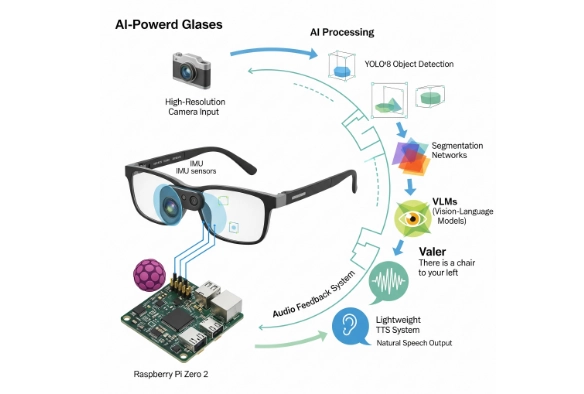 AI-Powerd Glases
AI Processing
YOLO'8 Object Detection
High-Resolution
Camera Input
Segmentation
Networks
IMU
IMU sensors
VLMs
(Vision-Language
Models)
Valer
There is a chair
to your left
Audio Feedback System
Lightweight
TTS System
Natural Speech Output
Raspberry Pi Zero 2